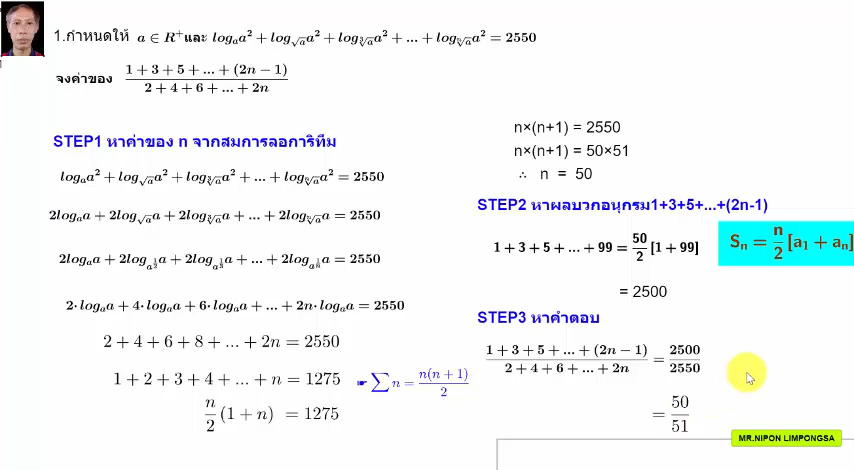 1.กำหนดให้ a ∈ R⁺และ logₐa² + log_{√a}a² + log_{∛a}a² + ... + log_{ⁿ√a}a² = 2550
จงค่าของ (1 + 3 + 5 + ... + (2n − 1))/(2 + 4 + 6 + ... + 2n)
STEP1 หาค่าของ n จากสมการลอการิทึม
logₐa² + log_{√a}a² + log_{∛a}a² + ... + log_{ⁿ√a}a² = 2550
2logₐa + 2log_{√a}a + 2log_{∛a}a + ... + 2log_{ⁿ√a}a = 2550
2logₐa + 2log_{a^{1/2}}a + 2log_{a^{1/3}}a + ... + 2log_{a^{1/n}}a = 2550
2·logₐa + 4·logₐa + 6·logₐa + ... + 2n·logₐa = 2550
2 + 4 + 6 + 8 + ... + 2n = 2550
1 + 2 + 3 + 4 + ... + n = 1275 ☛ ∑ n = n(n + 1)/2
n/2 (1 + n) = 1275
n×(n+1) = 2550
n×(n+1) = 50×51
∴ n = 50
STEP2 หาผลบวกอนุกรม1+3+5+...+(2n-1)
1 + 3 + 5 + ... + 99 = 50/2 [1 + 99]
Sₙ = n/2 [a₁ + aₙ]
= 2500
STEP3 หาคำตอบ
(1 + 3 + 5 + ... + (2n − 1))/(2 + 4 + 6 + ... + 2n) = 2500/2550
= 50/51
MR.NIPON LIMPONGSA